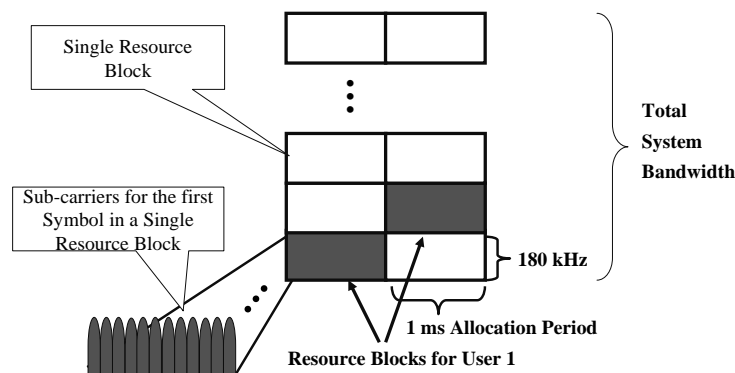 Single Resource
Block
Total
System
Bandwidth
Sub-carriers for the first
Symbol in a Single
Resource Block
180 kHz
1 ms Allocation Period
Resource Blocks for User 1